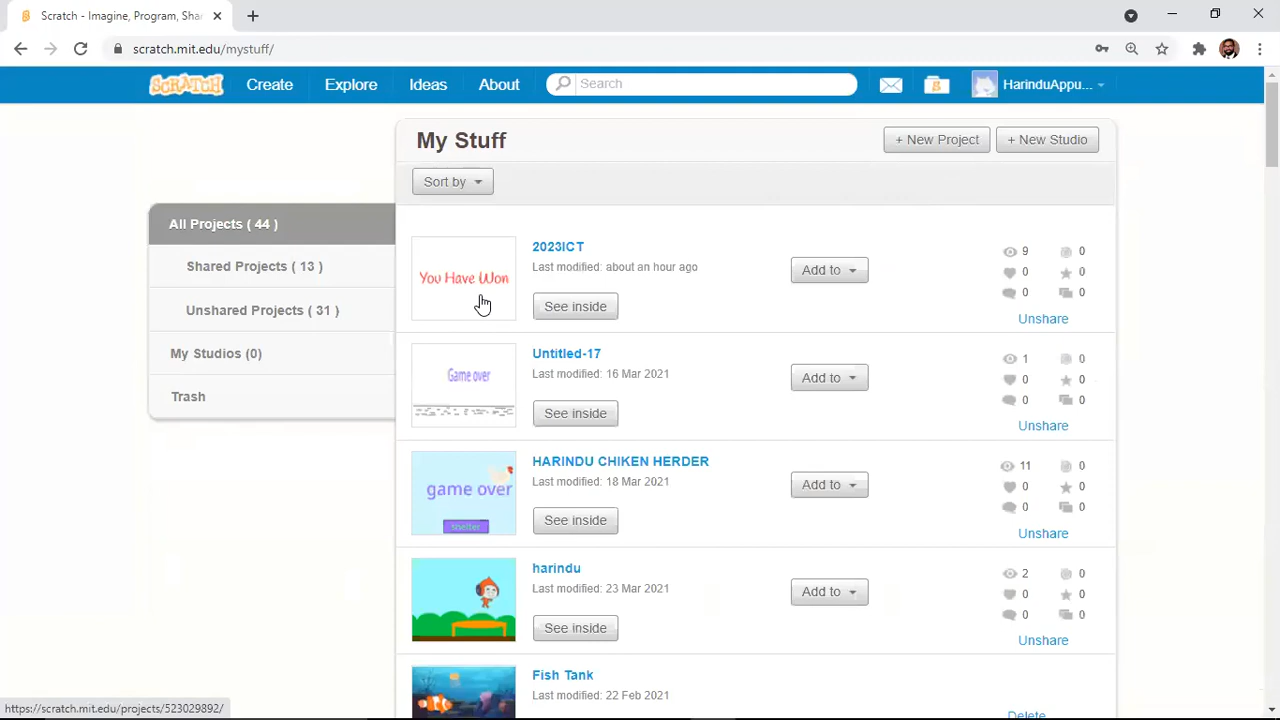 Scratch - Imagine, Program, Sha
scratch.mit.edu/mystuff/
SCRATCH
Create
Explore
Ideas
About
Search
HarinduAppu...
My Stuff
+ New Project
+ New Studio
Sort by
All Projects ( 44 )
Shared Projects ( 13 )
Unshared Projects ( 31 )
My Studios (0)
Trash
You Have Won
2023ICT
Last modified: about an hour ago
See inside
Add to
9
0
0
0
0
0
Unshare
Game over
Untitled-17
Last modified: 16 Mar 2021
See inside
Add to
1
0
0
0
0
0
Unshare
game over
shelter
HARINDU CHIKEN HERDER
Last modified: 18 Mar 2021
See inside
Add to
11
0
0
0
0
0
Unshare
harindu
Last modified: 23 Mar 2021
See inside
Add to
2
0
0
0
0
0
Unshare
Fish Tank
Last modified: 22 Feb 2021
Delete
https://scratch.mit.edu/projects/523029892/